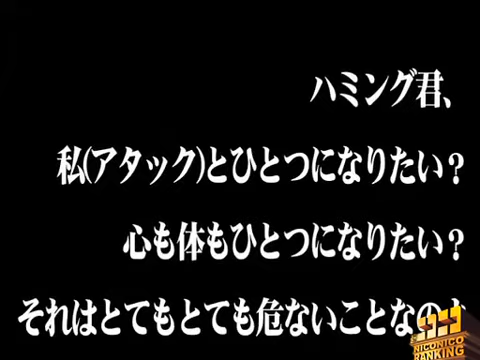 ハミング君、
私(アタック)とひとつになりたい？
心も体もひとつになりたい？
それはとてもとても危ないことなの
NICONICO
RANKING